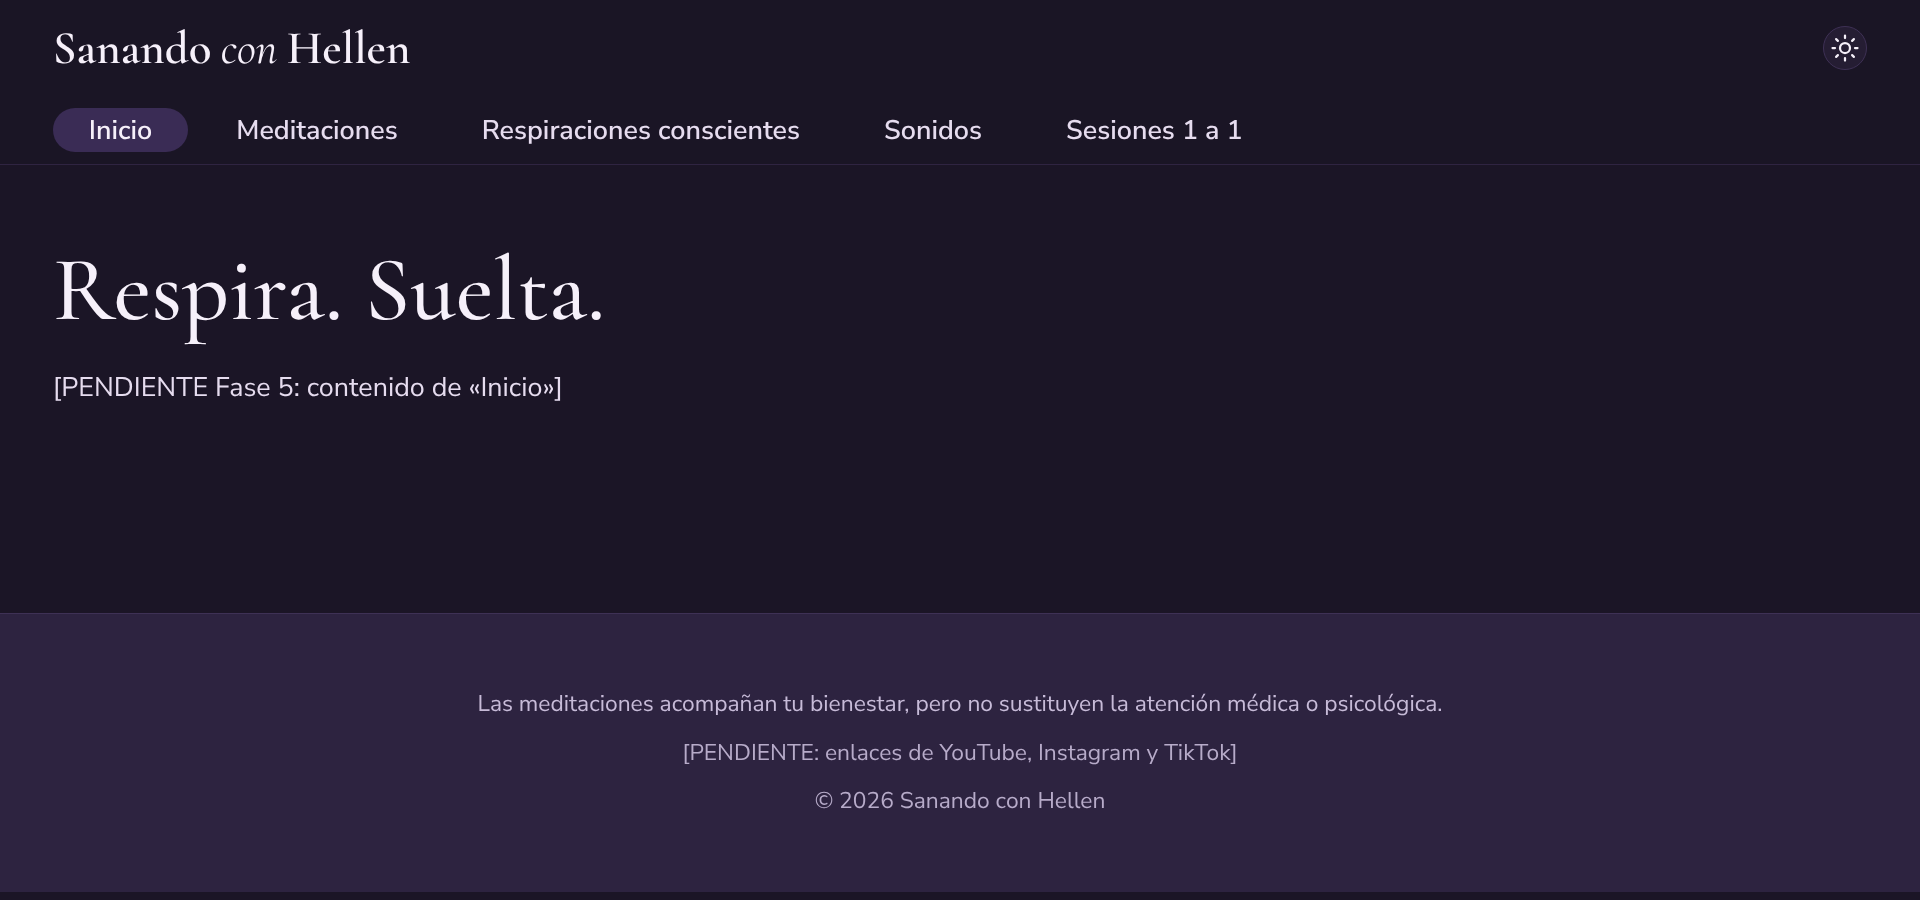 Sanando con Hellen
Inicio Meditaciones Respiraciones conscientes Sonidos Sesiones 1 a 1
Respira. Suelta.
[PENDIENTE Fase 5: contenido de «Inicio»]
Las meditaciones acompañan tu bienestar, pero no sustituyen la atención médica o psicológica.
[PENDIENTE: enlaces de YouTube, Instagram y TikTok]
© 2026 Sanando con Hellen